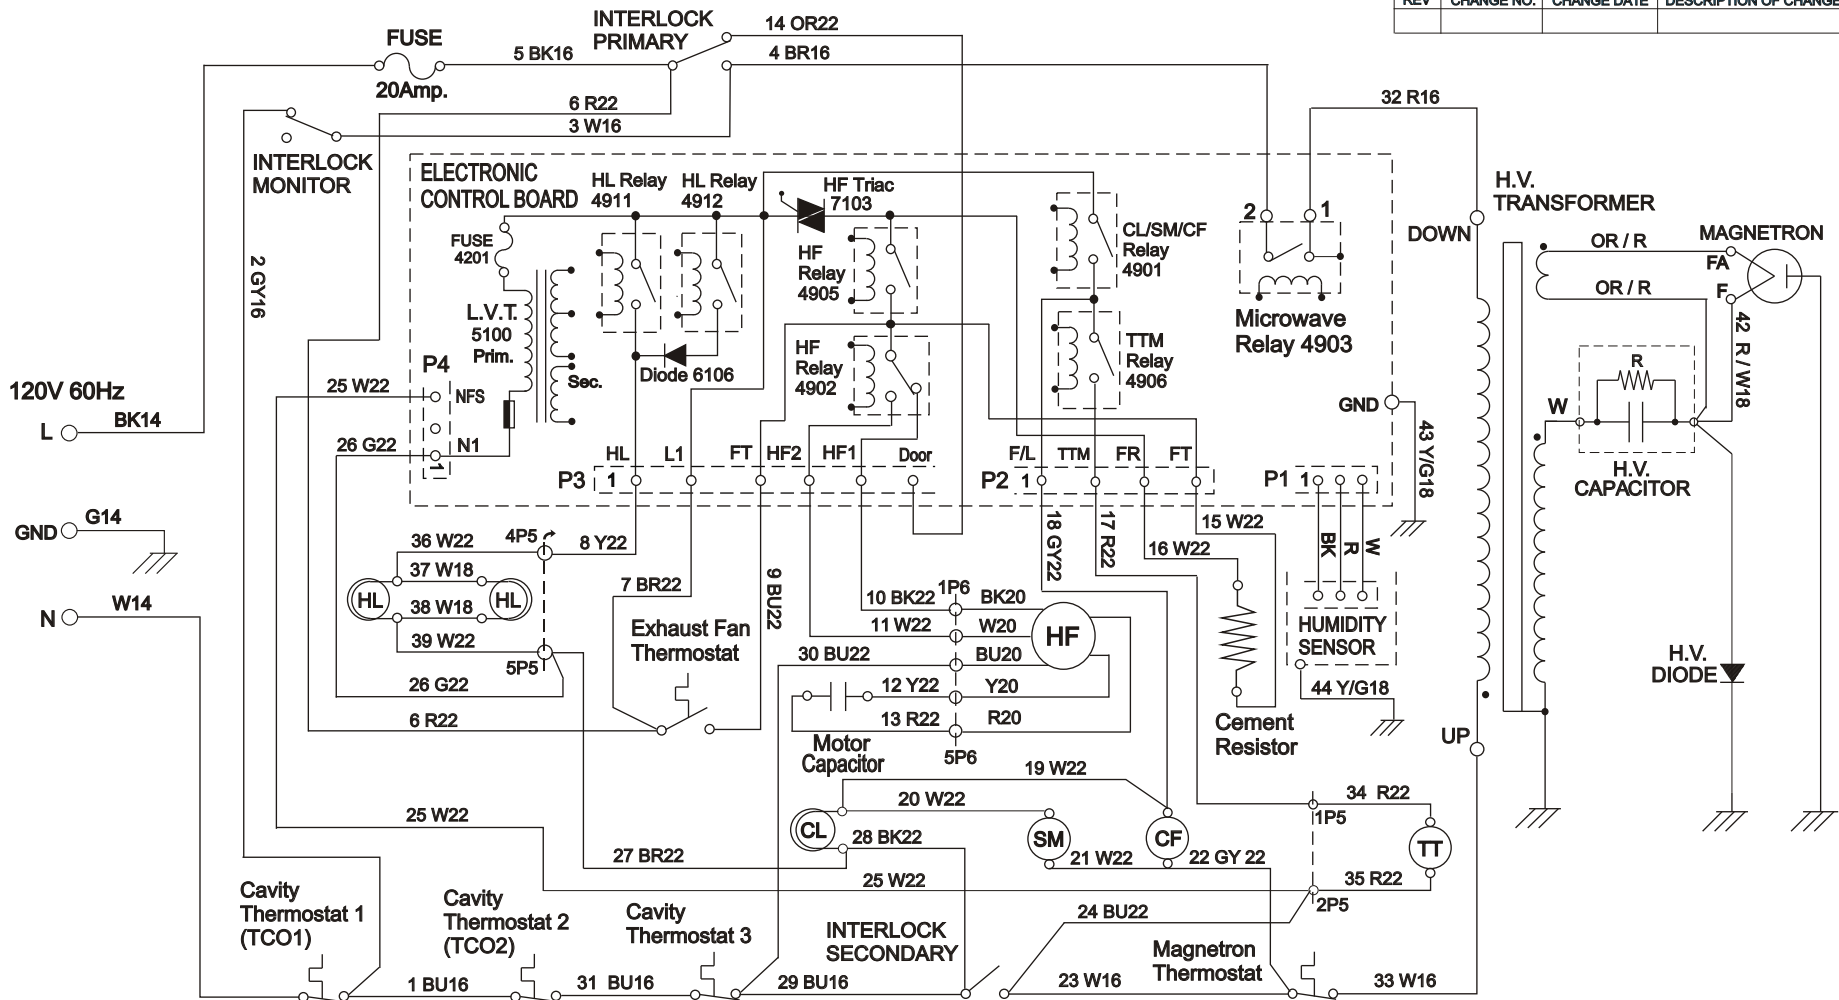 REV CHANGE NO. CHANGE DATE DESCRIPTION OF CHANGE
INTERLOCK
PRIMARY
14 OR22
FUSE
5 BK16
4 BR16
20Amp.
6 R22
3 W16
32 R16
INTERLOCK
MONITOR
ELECTRONIC
CONTROL BOARD
HL Relay
4911
HL Relay
4912
HF Triac
7103
H.V.
TRANSFORMER
2 1
CL/SM/CF
Relay
4901
DOWN
OR / R
MAGNETRON
FA
FUSE
4201
HF
Relay
4905
2 GY16
OR / R
F
L.V.T.
5100
Prim.
Microwave
Relay 4903
42 R / W18
P4
Sec.
Diode 6106
HF
Relay
4902
TTM
Relay
4906
R
120V 60Hz
25 W22
NFS
GND
W
L
BK14
26 G22
N1
1
43 Y/G18
HL L1 FT HF2 HF1 Door
F/L TTM FR FT
P3 1
P2 1
P1 1
H.V.
CAPACITOR
GND
G14
36 W22
4P5
8 Y22
18 GY22
17 R22
15 W22
16 W22
BK R W
37 W18
HL HL
38 W18
39 W22
5P5
26 G22
6 R22
7 BR22
9 BU22
Exhaust Fan
Thermostat
10 BK22
1P6
BK20
11 W22
W20
HF
30 BU22
BU20
12 Y22
Y20
13 R22
R20
5P6
Motor
Capacitor
HUMIDITY
SENSOR
44 Y/G18
N
W14
H.V.
DIODE
Cement
Resistor
UP
19 W22
20 W22
CL
28 BK22
SM
21 W22
CF
22 GY 22
34 R22
1P5
TT
35 R22
2P5
25 W22
27 BR22
25 W22
24 BU22
Cavity
Thermostat 1
(TCO1)
Cavity
Thermostat 2
(TCO2)
Cavity
Thermostat 3
INTERLOCK
SECONDARY
Magnetron
Thermostat
1 BU16
31 BU16
29 BU16
23 W16
33 W16